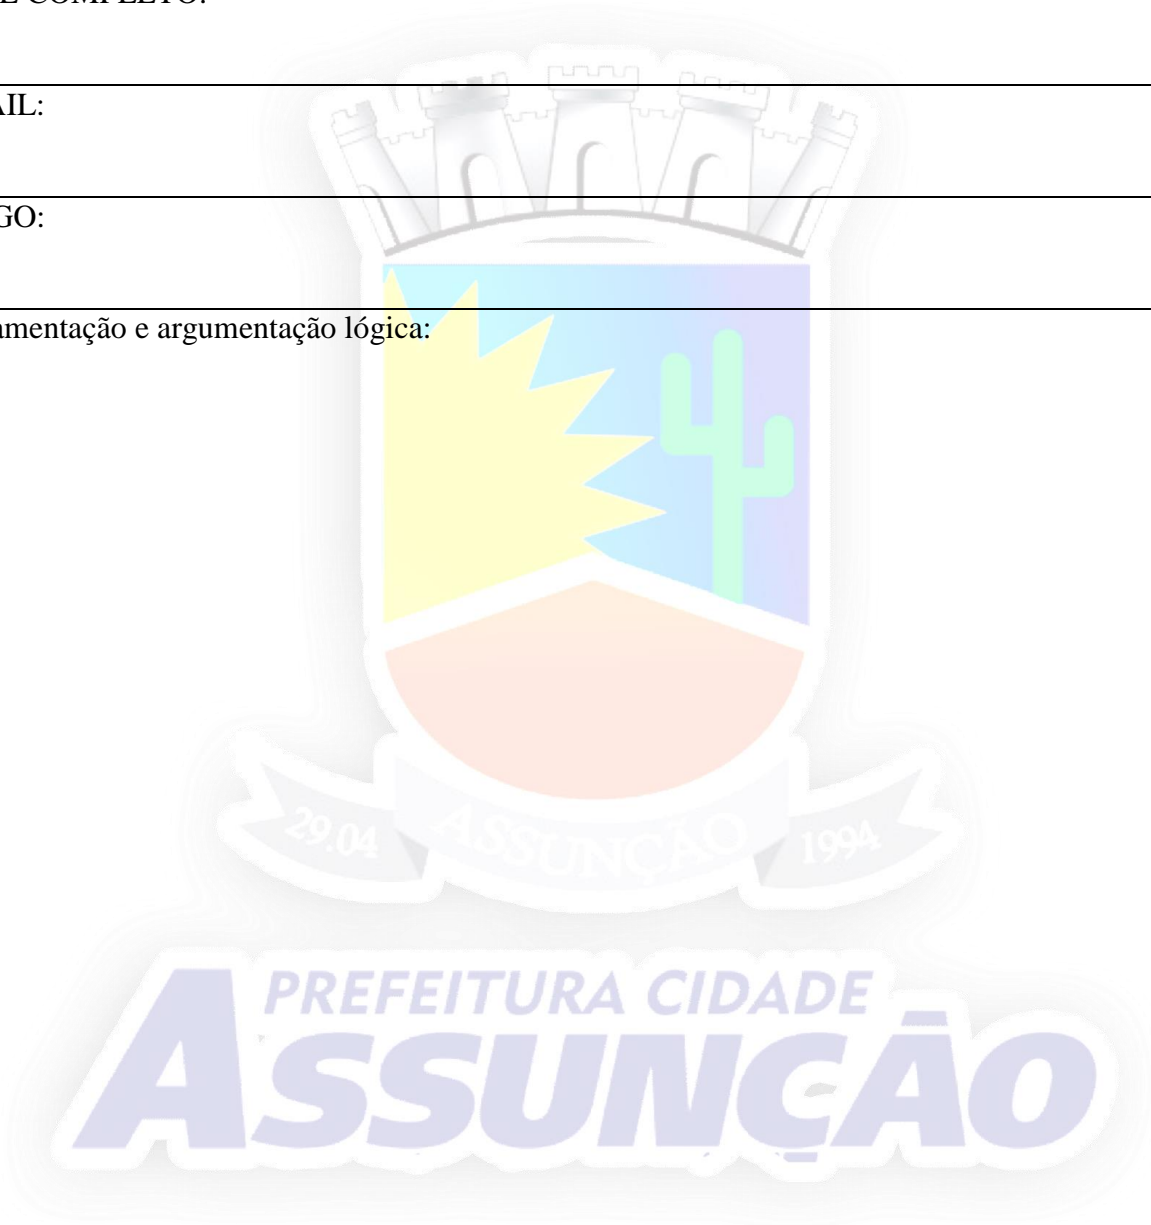 E COMPLETO:
AIL:
GO:
amentação e argumentação lógica:
29.04 ASSUNÇÃO 1994
PREFEITURA CIDADE
ASSUNÇÃO